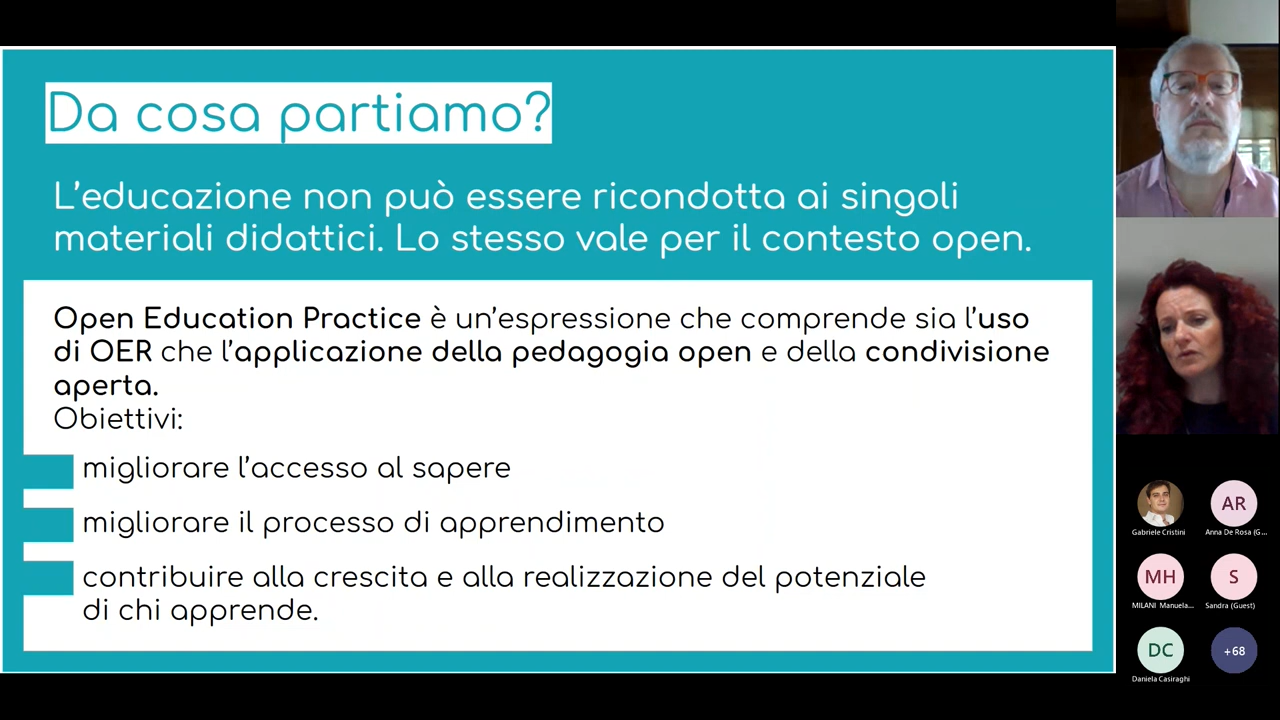 Da cosa partiamo?
L'educazione non può essere ricondotta ai singoli
materiali didattici. Lo stesso vale per il contesto open.
Open Education Practice è un'espressione che comprende sia l'uso
di OER che l'applicazione della pedagogia open e della condivisione
aperta.
Obiettivi:
migliorare l'accesso al sapere
migliorare il processo di apprendimento
contribuire alla crescita e alla realizzazione del potenziale
di chi apprende.
AR
Gabriele Cristini
Anna De Rosa (G...
MH
S
MILANI Manuela...
Sandra (Guest)
DC
+68
Daniela Casiraghi